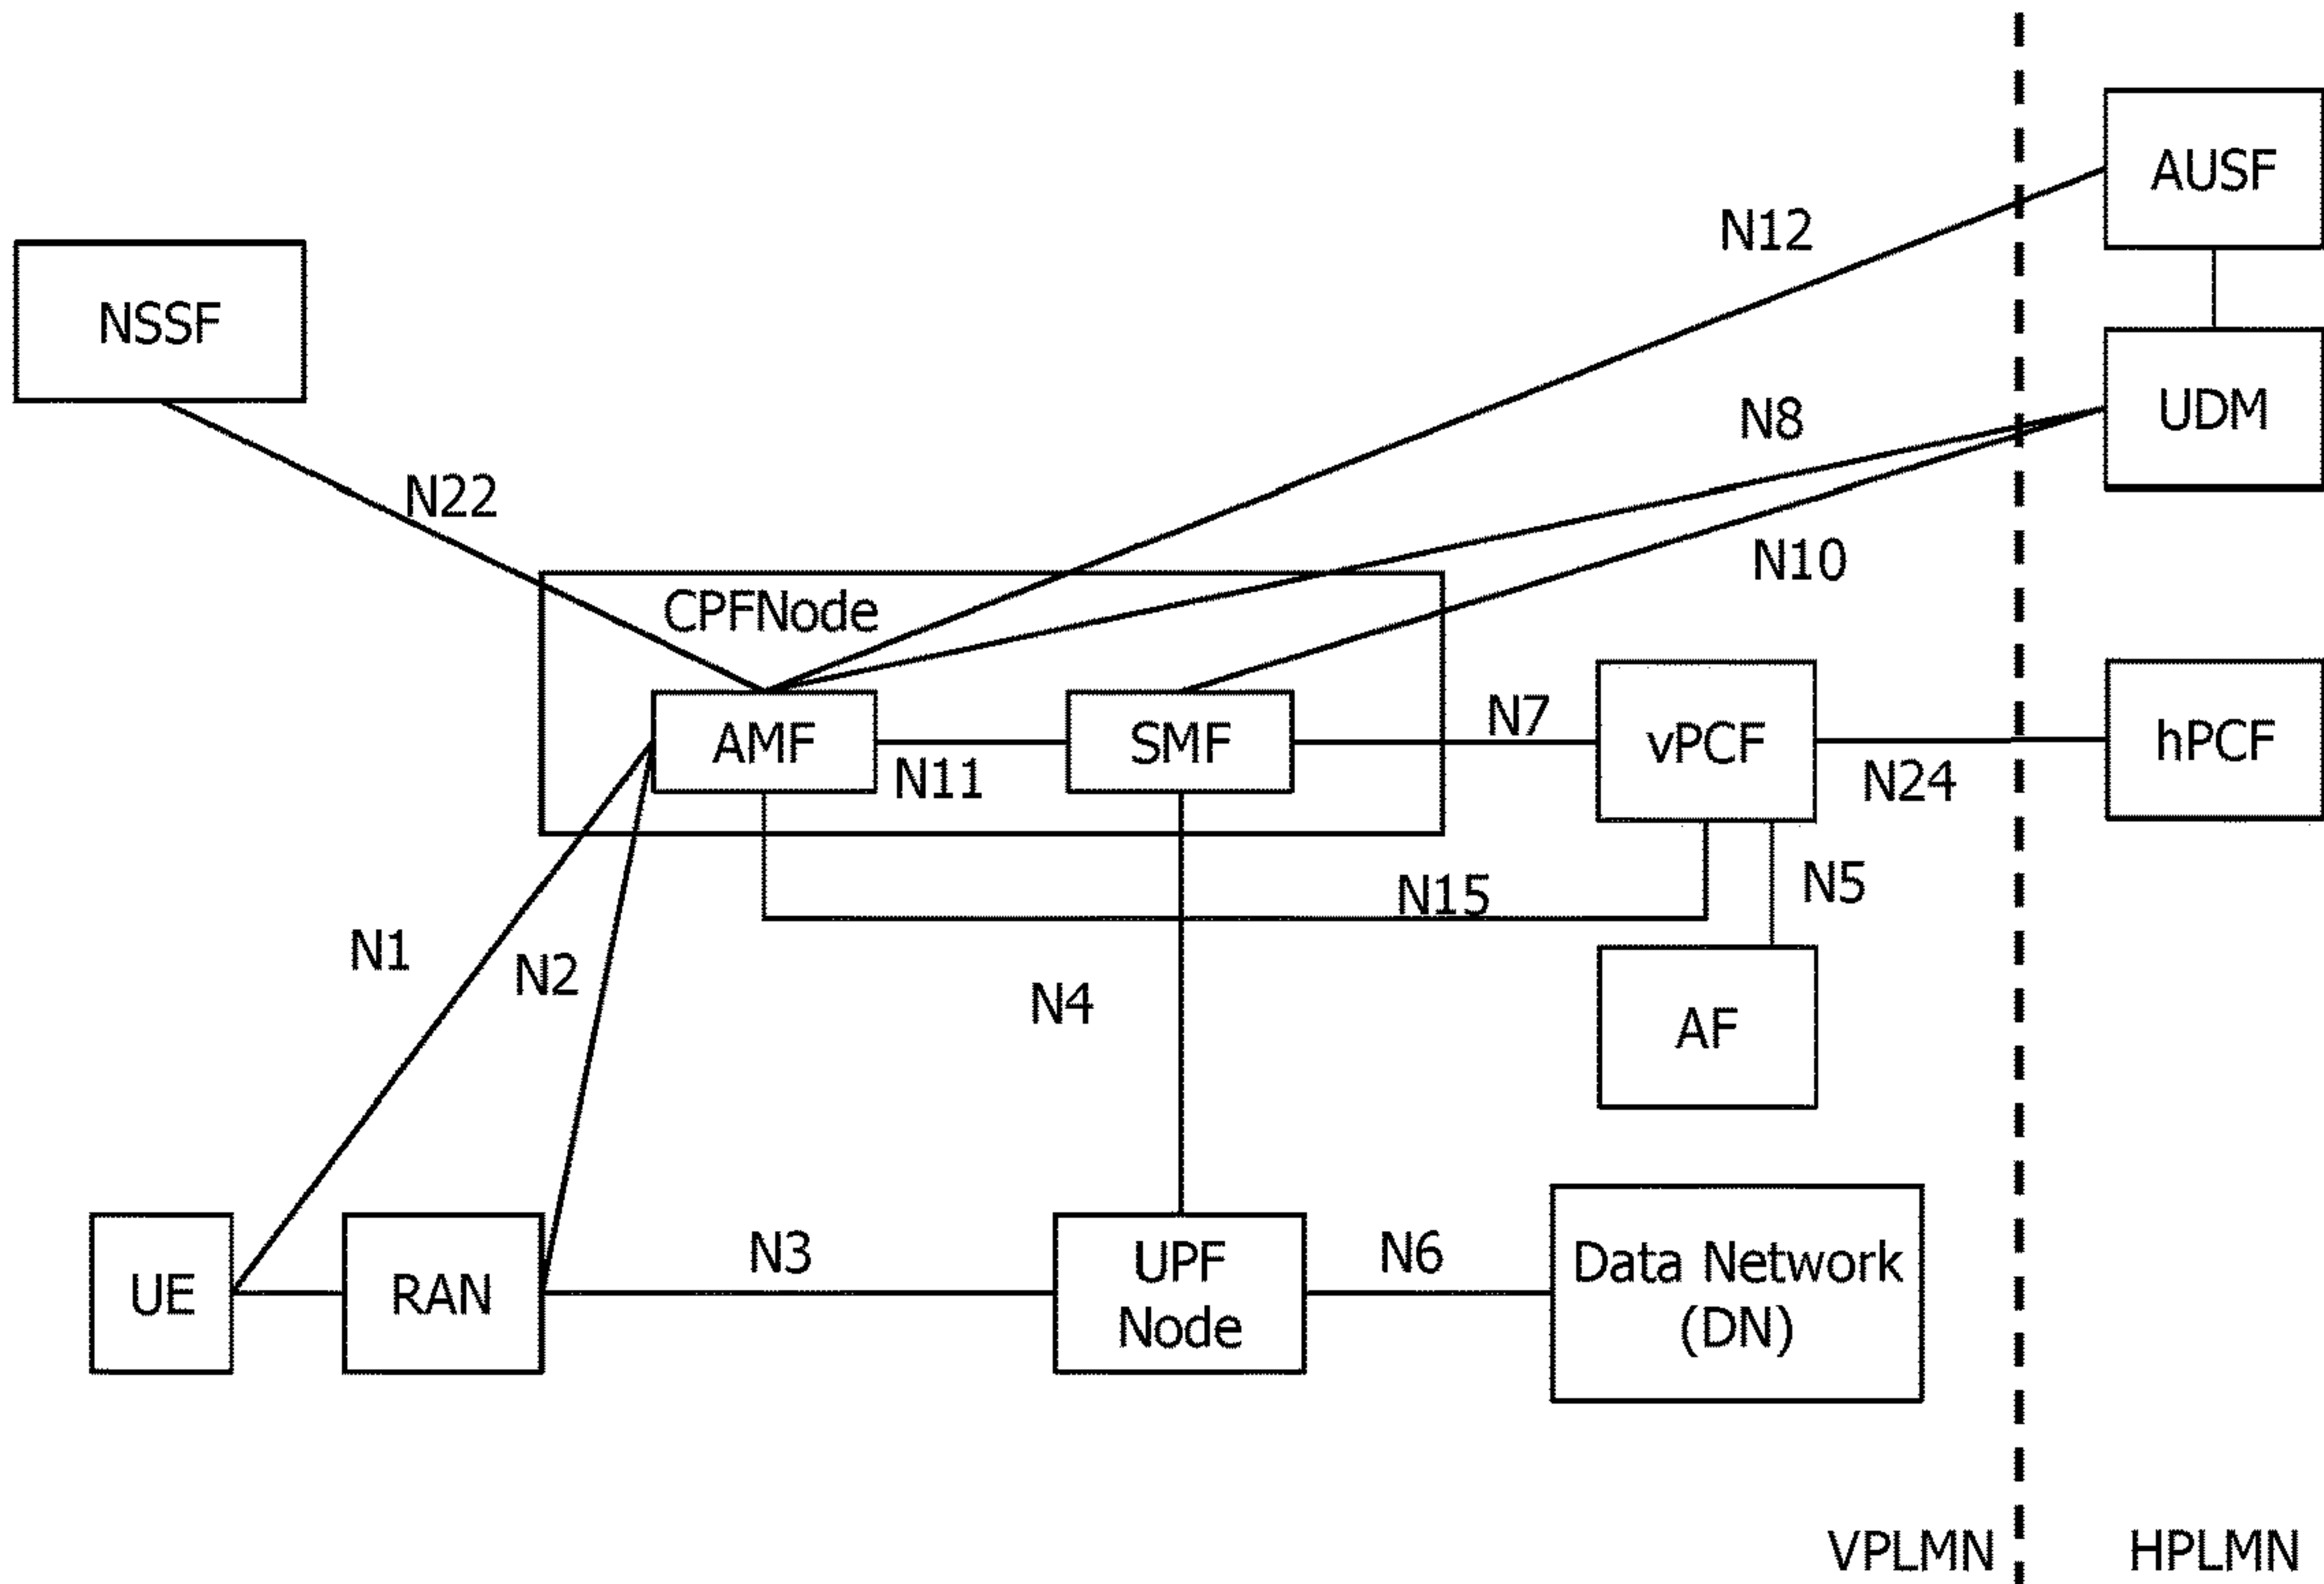 AUSF
N12
NSSF
UDM
N8
N22
N10
CPFNode
AMF
N11
SMF
N7
vPCF
N24
hPCF
N15
N5
N1
N2
N4
AF
UE
RAN
N3
UPF
Node
N6
Data Network
(DN)
VPLMN
HPLMN